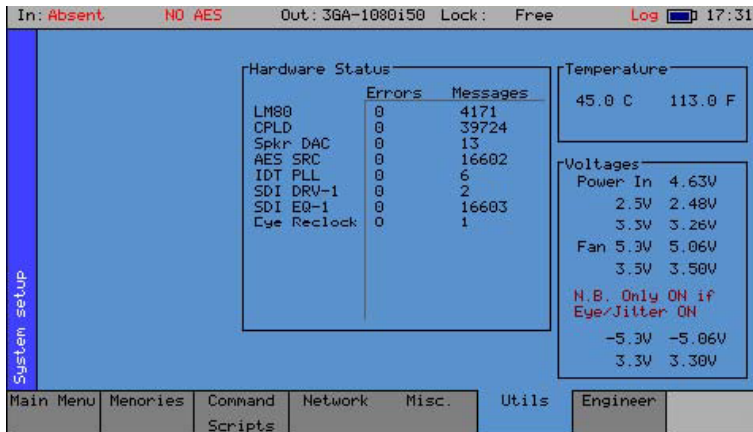 In: Absent NO AES Out: 3GA-1080i50 Lock: Free Log 17:31
Hardware Status
Errors Messages
LM80 0 4171
CPLD 0 39724
Spkr DAC 0 13
AES SRC 0 16602
IDT PLL 0 6
SDI DRV-1 0 2
SDI EQ-1 0 16603
Eye Reclock 0 1
Temperature
45.0 C 113.0 F
Voltages
Power In 4.63V
2.5V 2.48V
3.3V 3.26V
Fan 5.0V 5.06V
3.5V 3.50V
N.B. Only ON if
Eye/Jitter ON
-5.0V -5.06V
3.3V 3.30V
System setup
Main Menu Memories Command Network Misc. Utils Engineer
Scripts